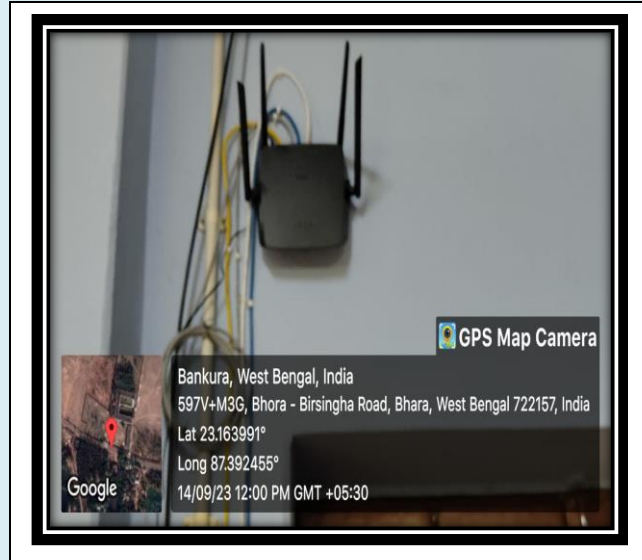 GPS Map Camera
Bankura, West Bengal, India
597V+M3G, Bhora - Birsingha Road, Bhara, West Bengal 722157, India
Lat 23.163991°
Long 87.392455°
14/09/23 12:00 PM GMT +05:30
Google